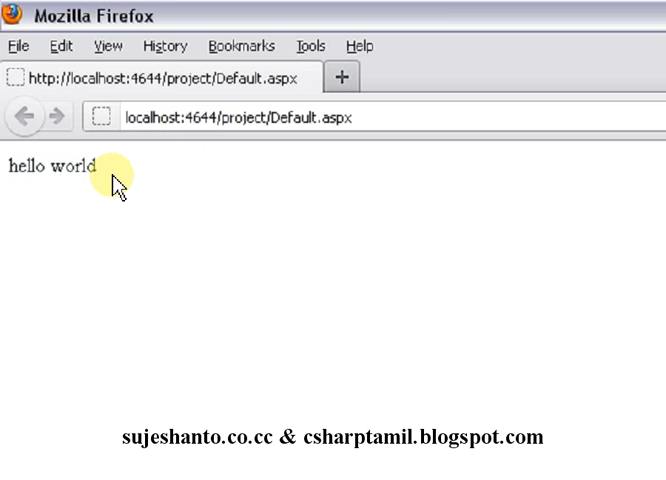 Mozilla Firefox
File Edit View History Bookmarks Tools Help
http://localhost:4644/project/Default.aspx
localhost:4644/project/Default.aspx
hello world
sujeshanto.co.cc & csharptamil.blogspot.com